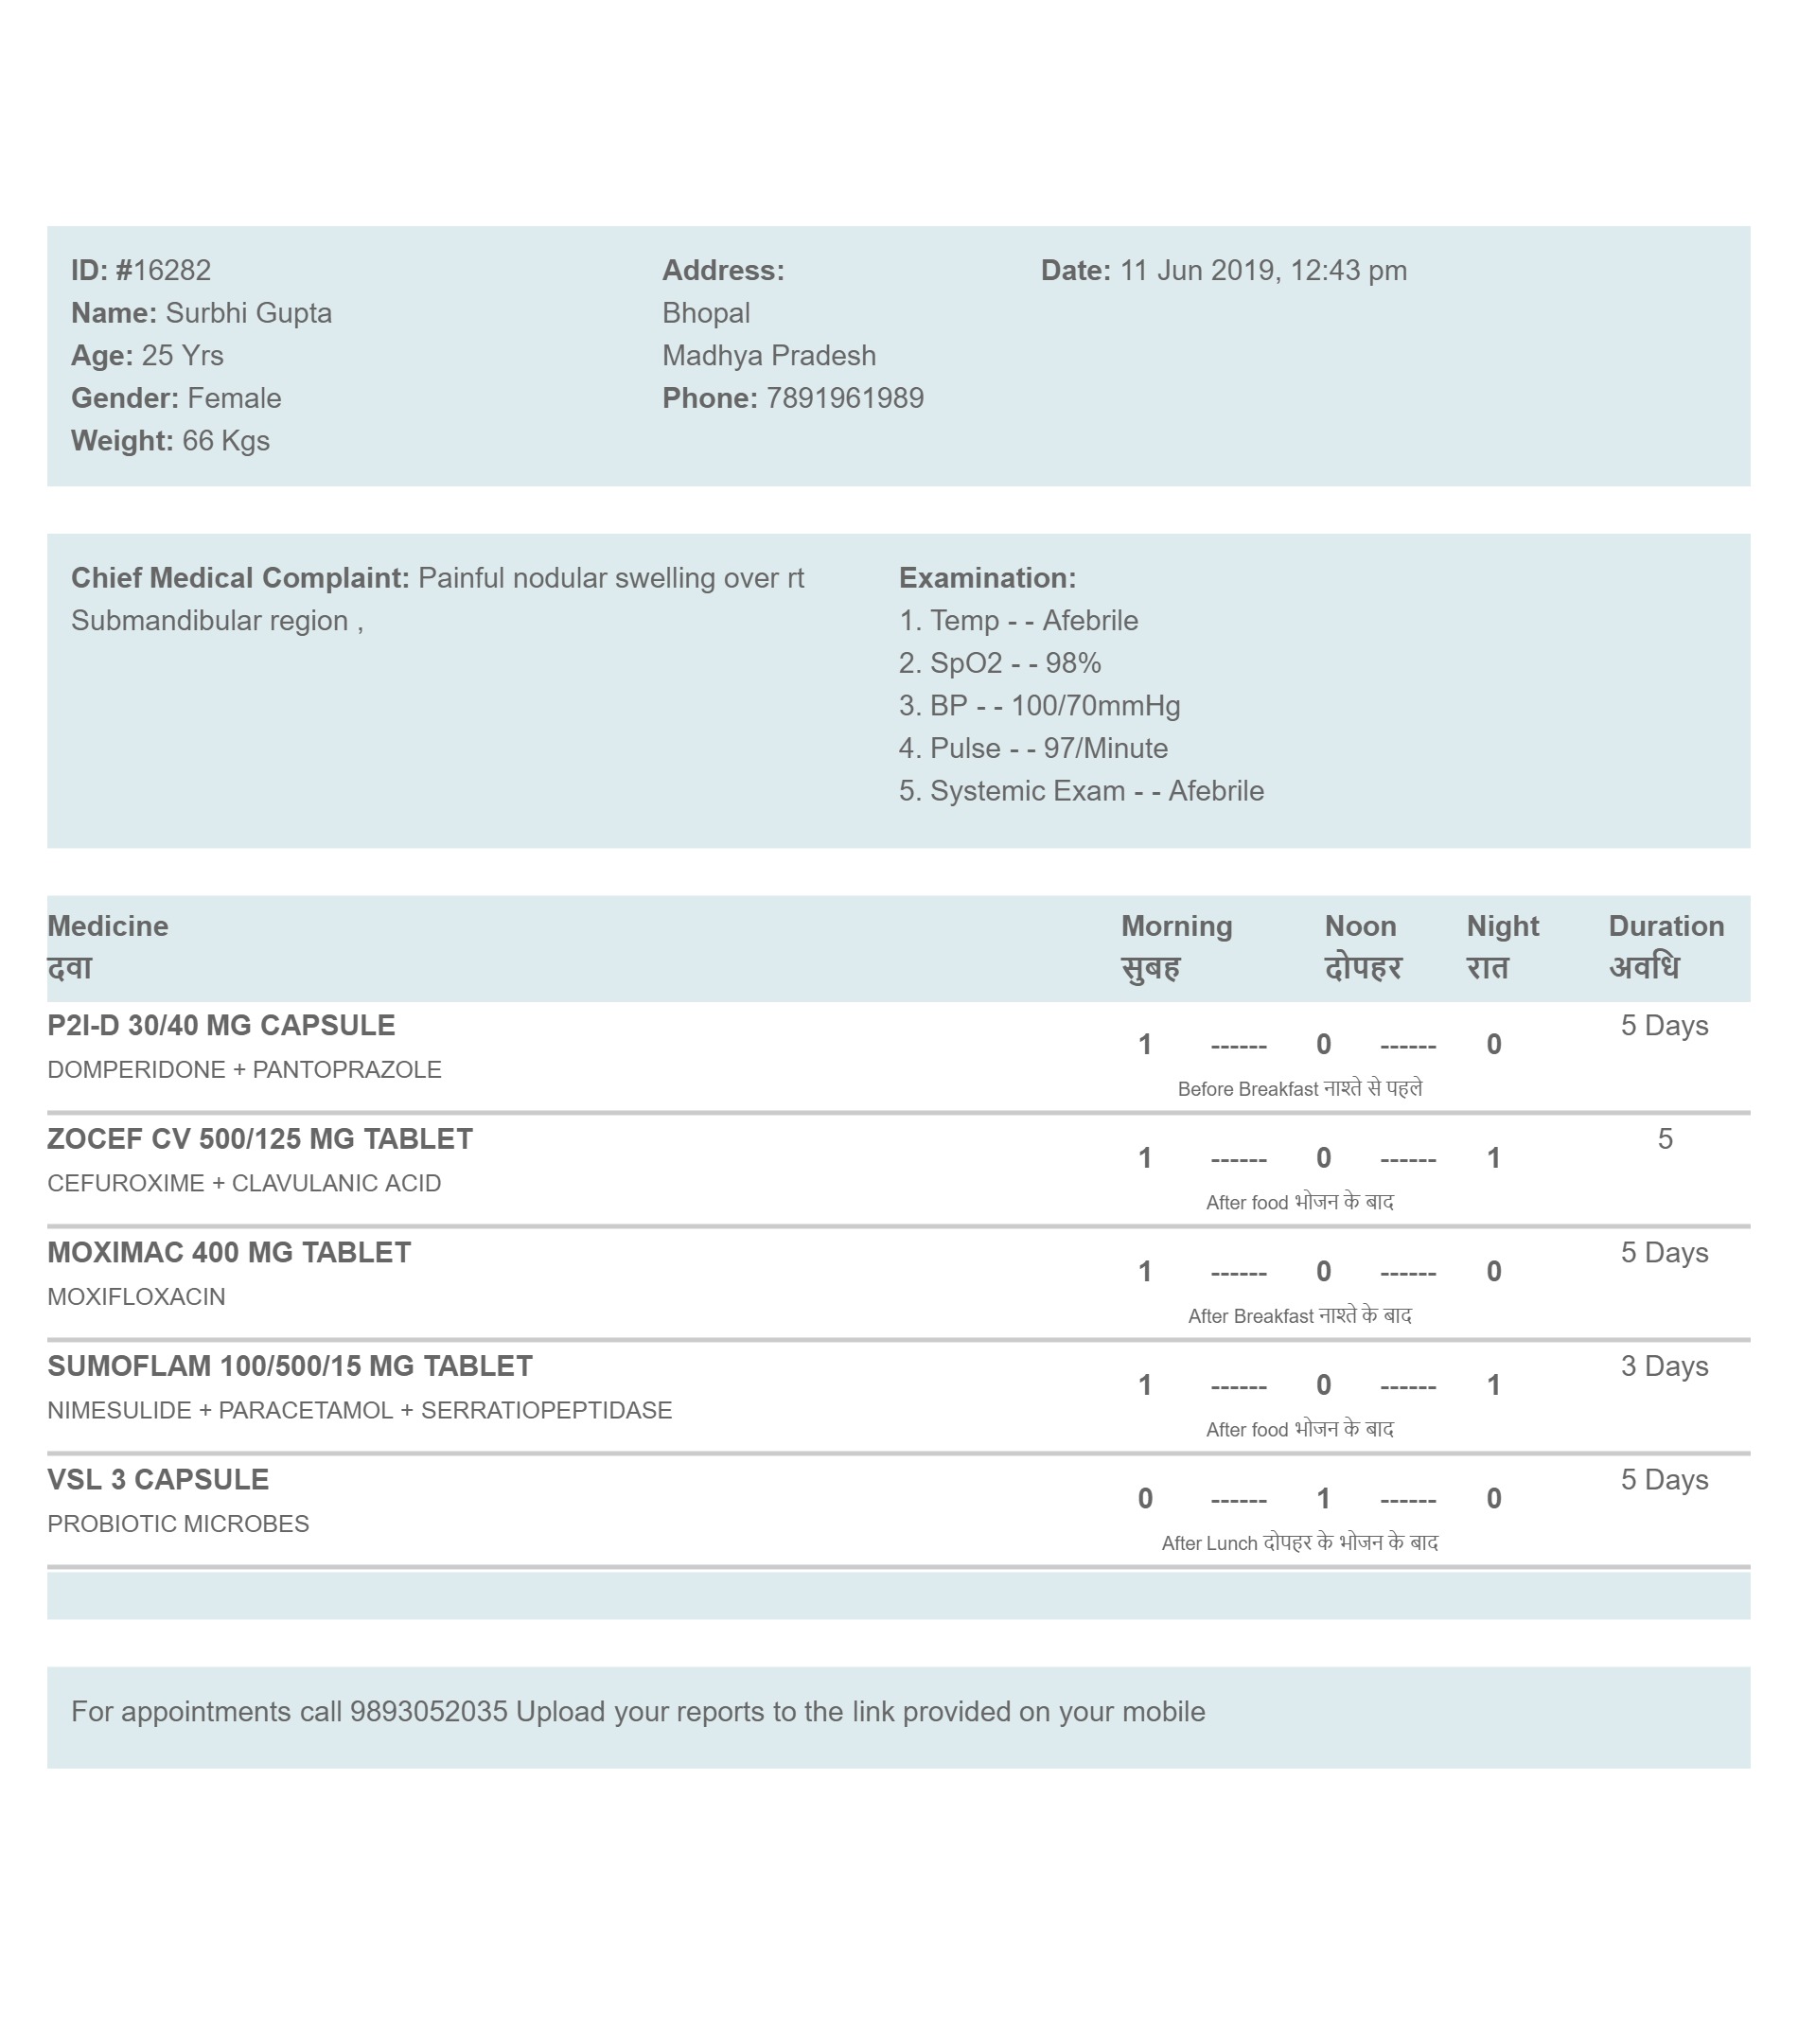 ID: #16282
Name: Surbhi Gupta
Age: 25 Yrs
Gender: Female
Weight: 66 Kgs
Address:
Bhopal
Madhya Pradesh
Phone: 7891961989
Date: 11 Jun 2019, 12:43 pm
Chief Medical Complaint: Painful nodular swelling over rt
Submandibular region ,
Examination:
1. Temp - - Afebrile
2. SpO2 - - 98%
3. BP - - 100/70mmHg
4. Pulse - - 97/Minute
5. Systemic Exam - - Afebrile
Medicine Morning Noon Night Duration
दवा सुबह दोपहर रात अवधि
P2I-D 30/40 MG CAPSULE 5 Days
1 ------ 0 ------ 0
DOMPERIDONE + PANTOPRAZOLE
Before Breakfast नाश्ते से पहले
ZOCEF CV 500/125 MG TABLET 5
1 ------ 0 ------ 1
CEFUROXIME + CLAVULANIC ACID
After food भोजन के बाद
MOXIMAC 400 MG TABLET 5 Days
1 ------ 0 ------ 0
MOXIFLOXACIN
After Breakfast नाश्ते के बाद
SUMOFLAM 100/500/15 MG TABLET 3 Days
1 ------ 0 ------ 1
NIMESULIDE + PARACETAMOL + SERRATIOPEPTIDASE
After food भोजन के बाद
VSL 3 CAPSULE 5 Days
0 ------ 1 ------ 0
PROBIOTIC MICROBES
After Lunch दोपहर के भोजन के बाद
For appointments call 9893052035 Upload your reports to the link provided on your mobile